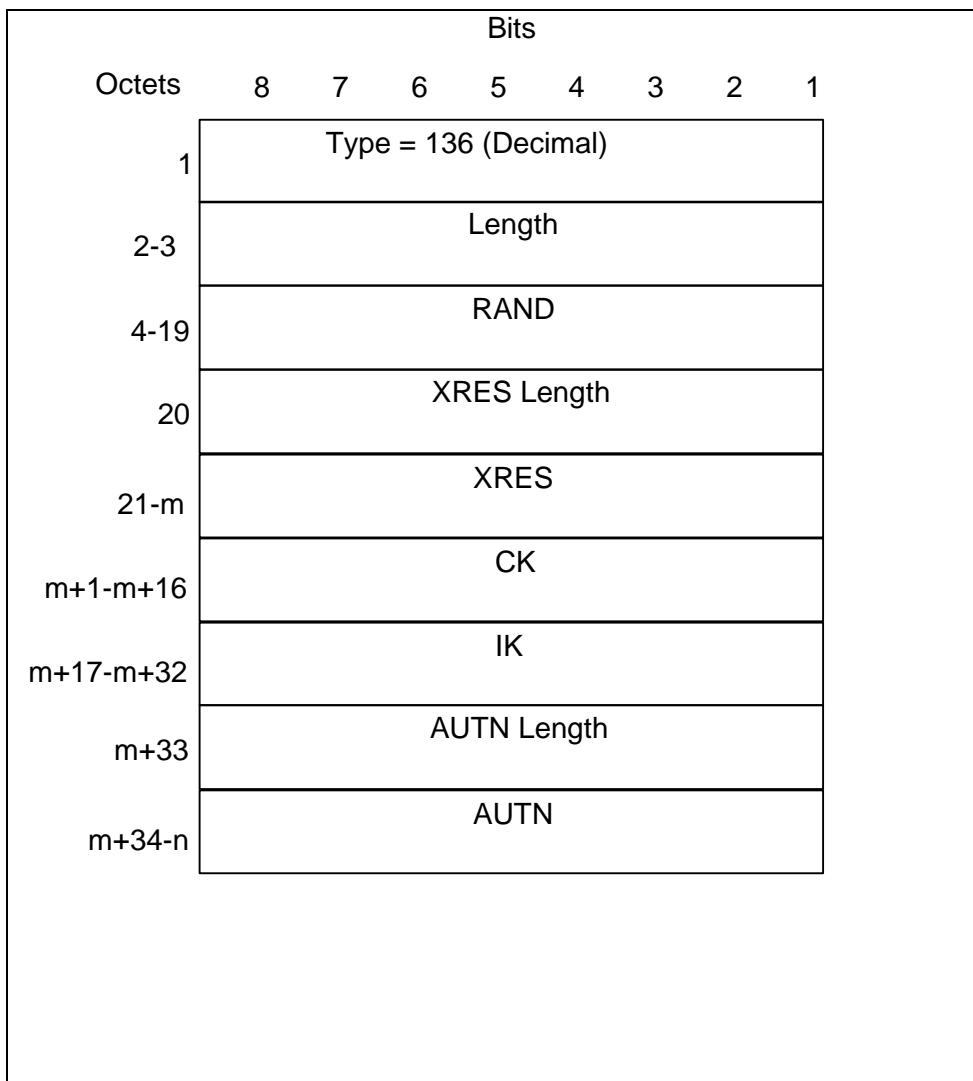 Bits
Octets 8 7 6 5 4 3 2 1
1 Type = 136 (Decimal)
2-3 Length
4-19 RAND
20 XRES Length
21-m XRES
m+1-m+16 CK
m+17-m+32 IK
m+33 AUTN Length
m+34-n AUTN